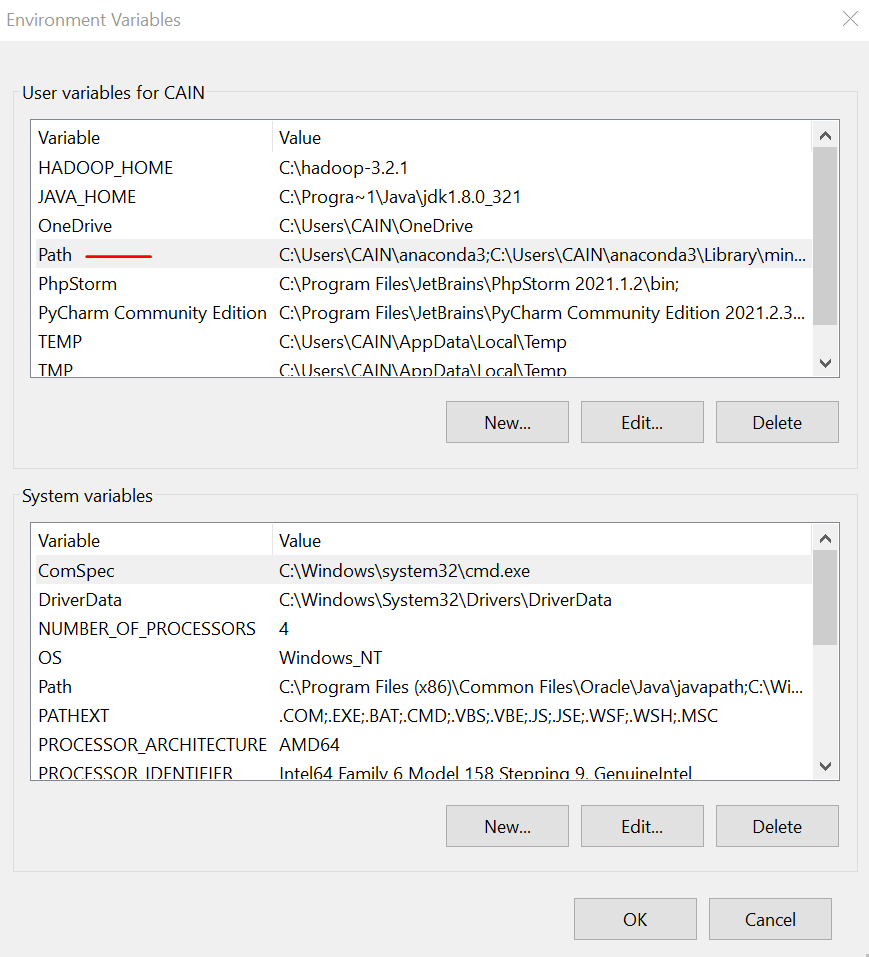 Environment Variables
User variables for CAIN
Variable Value
HADOOP_HOME C:\hadoop-3.2.1
JAVA_HOME C:\Progra~1\Java\jdk1.8.0_321
OneDrive C:\Users\CAIN\OneDrive
Path C:\Users\CAIN\anaconda3;C:\Users\CAIN\anaconda3\Library\min...
PhpStorm C:\Program Files\JetBrains\PhpStorm 2021.1.2\bin;
PyCharm Community Edition C:\Program Files\JetBrains\PyCharm Community Edition 2021.2.3...
TEMP C:\Users\CAIN\AppData\Local\Temp
TMP C:\Users\CAIN\AppData\Local\Temp
New... Edit... Delete
System variables
Variable Value
ComSpec C:\Windows\system32\cmd.exe
DriverData C:\Windows\System32\Drivers\DriverData
NUMBER_OF_PROCESSORS 4
OS Windows_NT
Path C:\Program Files (x86)\Common Files\Oracle\Java\javapath;C:\Wi...
PATHEXT .COM;.EXE;.BAT;.CMD;.VBS;.VBE;.JS;.JSE;.WSF;.WSH;.MSC
PROCESSOR_ARCHITECTURE AMD64
PROCESSOR_IDENTIFIER Intel64 Family 6 Model 158 Stepping 9, GenuineIntel
New... Edit... Delete
OK Cancel